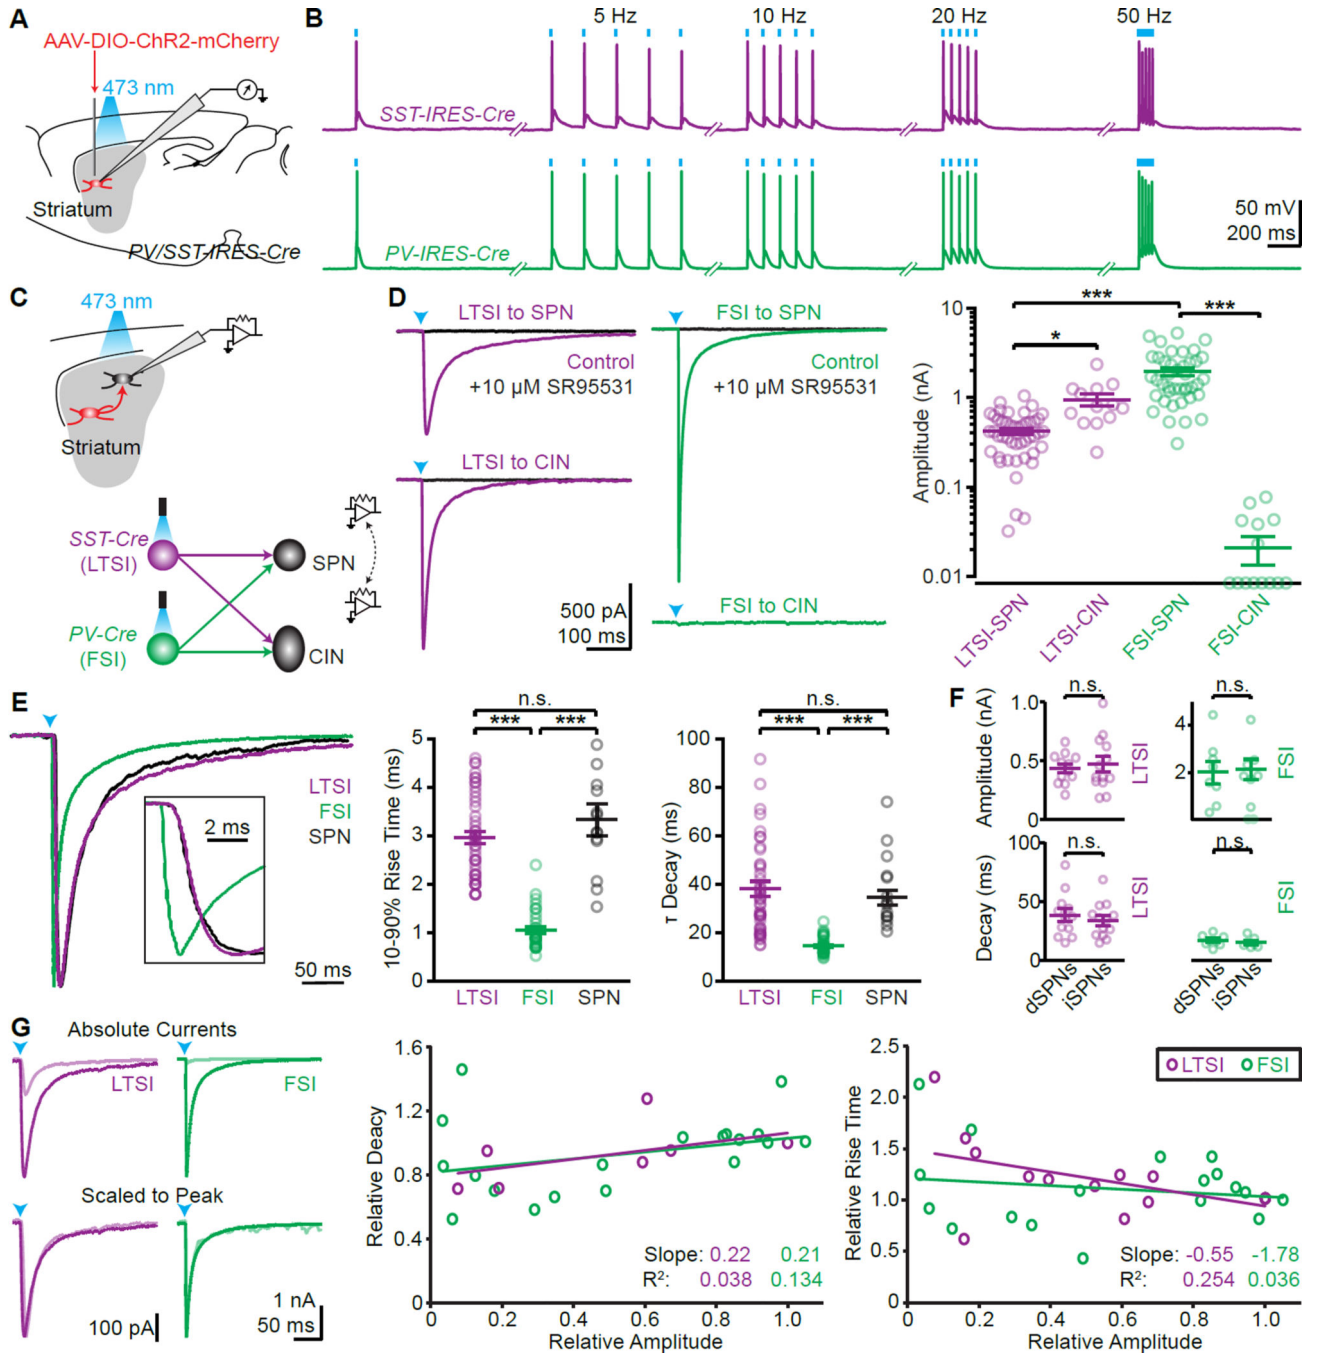 A
AAV-DIO-ChR2-mCherry
473 nm
Striatum
PV/SST-IRES-Cre
B
5 Hz
10 Hz
20 Hz
50 Hz
SST-IRES-Cre
PV-IRES-Cre
50 mV
200 ms
C
473 nm
Striatum
SST-Cre
(LTSI)
SPN
PV-Cre
(FSI)
CIN
D
LTSI to SPN
Control
+10 µM SR95531
LTSI to CIN
500 pA
100 ms
FSI to SPN
Control
+10 µM SR95531
FSI to CIN
Amplitude (nA)
10
1
0.1
0.01
***
***
*
LTSI-SPN
LTSI-CIN
FSI-SPN
FSI-CIN
E
LTSI
FSI
SPN
2 ms
50 ms
10-90% Rise Time (ms)
5
4
3
2
1
0
n.s.
***
***
LTSI
FSI
SPN
τ Decay (ms)
100
80
60
40
20
0
n.s.
***
***
LTSI
FSI
SPN
F
Amplitude (nA)
1.0
0.5
0
n.s.
LTSI
4
2
n.s.
FSI
Decay (ms)
100
50
0
n.s.
LTSI
n.s.
FSI
dSPNs
iSPNs
dSPNs
iSPNs
G
Absolute Currents
LTSI
FSI
Scaled to Peak
100 pA
1 nA
50 ms
Relative Deacy
1.6
1.2
0.8
0.4
0
Slope: 0.22 0.21
R²: 0.038 0.134
0 0.2 0.4 0.6 0.8 1.0
Relative Amplitude
Relative Rise Time
2.5
2.0
1.5
1.0
0.5
0
LTSI FSI
Slope: -0.55 -1.78
R²: 0.254 0.036
0 0.2 0.4 0.6 0.8 1.0
Relative Amplitude